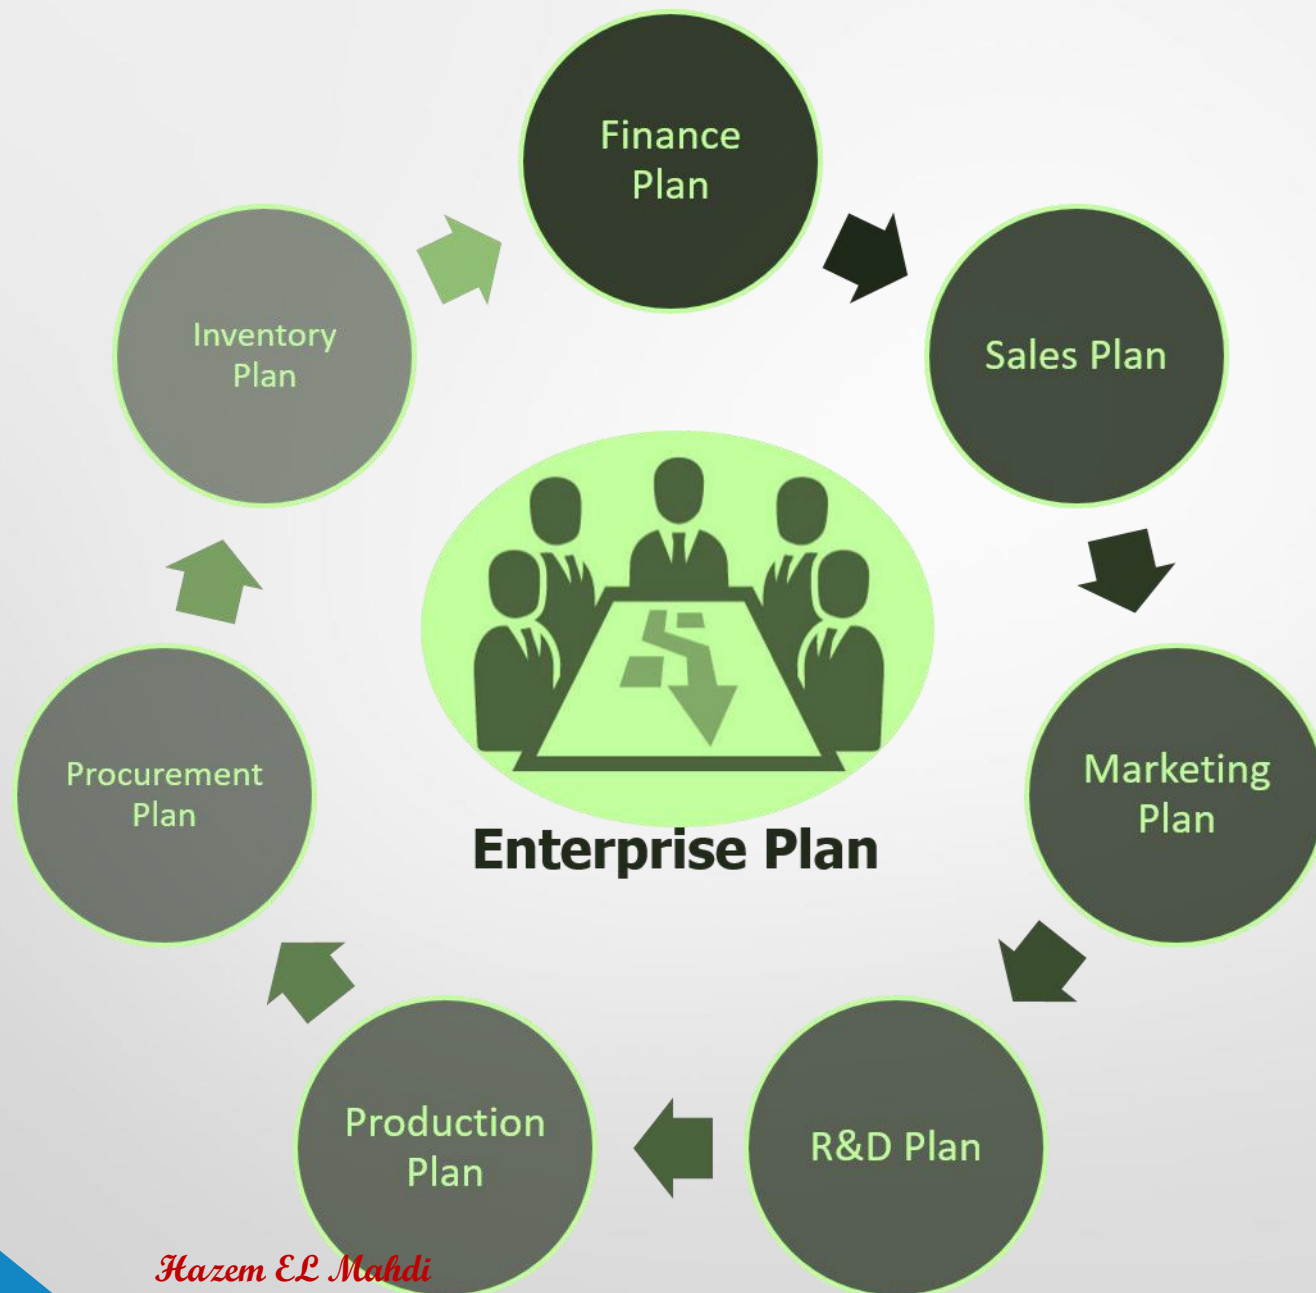 Finance
Plan
Sales Plan
Marketing
Plan
R&D Plan
Production
Plan
Procurement
Plan
Inventory
Plan
Enterprise Plan
Hazem EL Mahdi